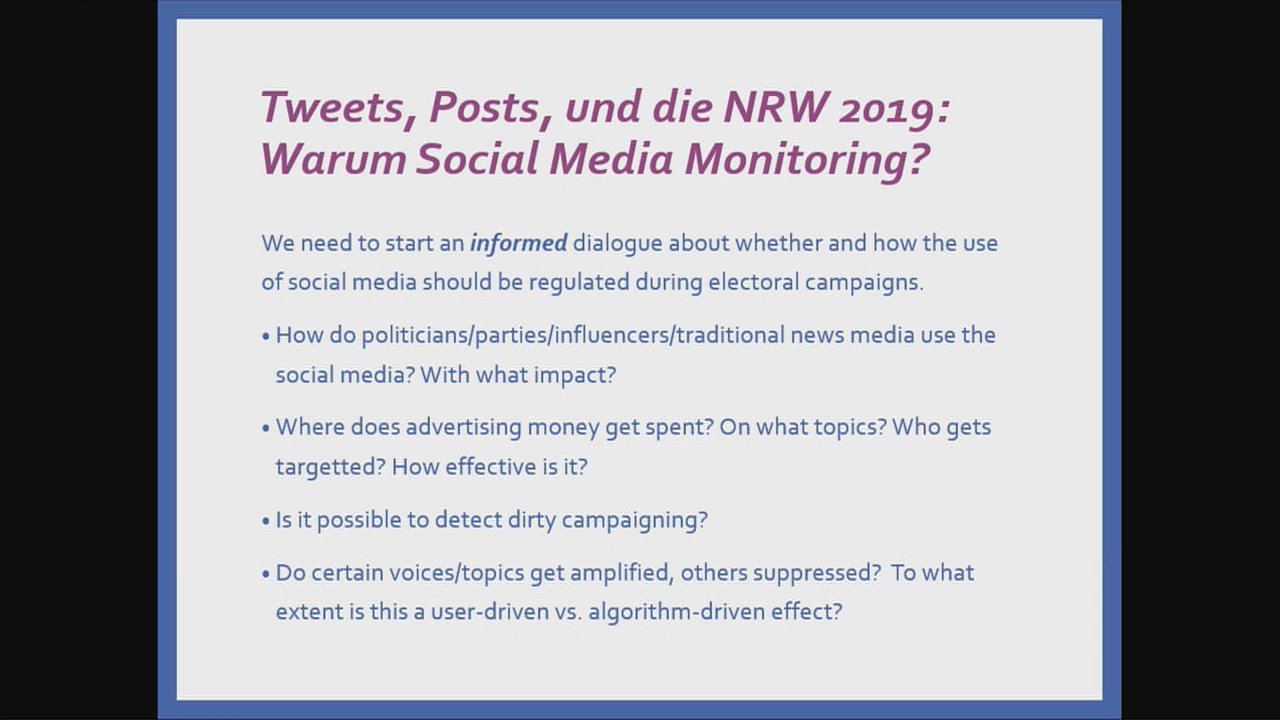 Tweets, Posts, und die NRW 2019:
Warum Social Media Monitoring?
We need to start an informed dialogue about whether and how the use
of social media should be regulated during electoral campaigns.
• How do politicians/parties/influencers/traditional news media use the
social media? With what impact?
• Where does advertising money get spent? On what topics? Who gets
targetted? How effective is it?
• Is it possible to detect dirty campaigning?
• Do certain voices/topics get amplified, others suppressed?  To what
extent is this a user-driven vs. algorithm-driven effect?